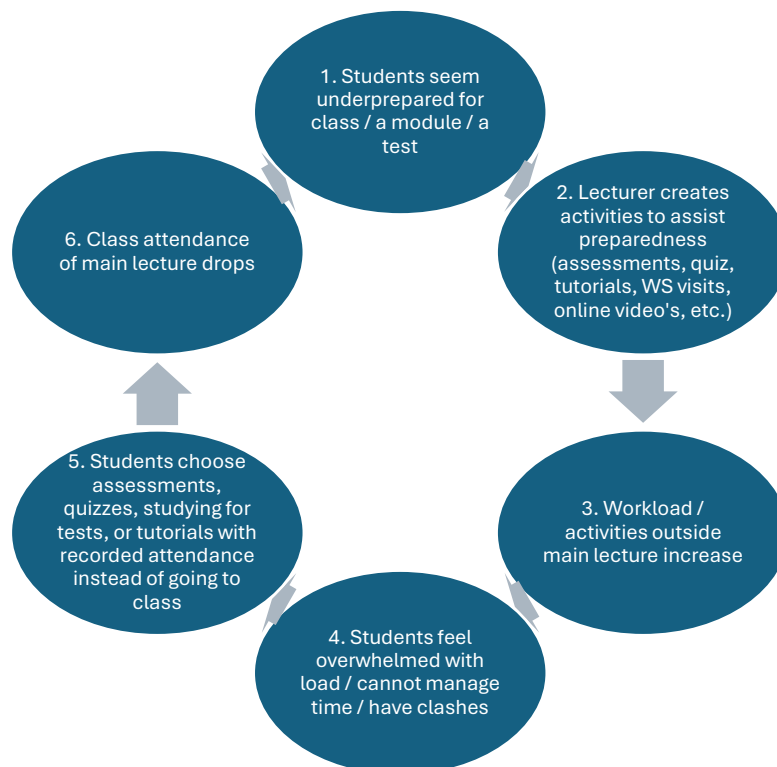 1. Students seem
underprepared for
class / a module / a
test
2. Lecturer creates
activities to assist
preparedness
(assessments, quiz,
tutorials, WS visits,
online video's, etc.)
3. Workload /
activities outside
main lecture increase
4. Students feel
overwhelmed with
load / cannot manage
time / have clashes
5. Students choose
assessments,
quizzes, studying for
tests, or tutorials with
recorded attendance
instead of going to
class
6. Class attendance
of main lecture drops